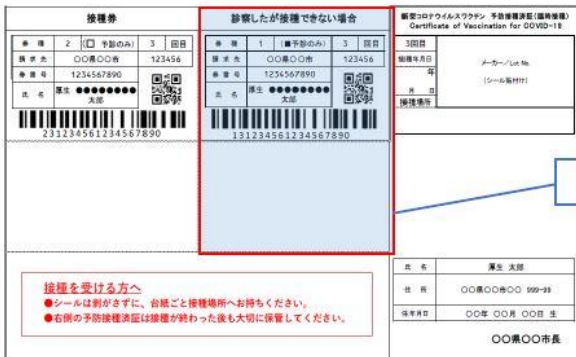 接種券
券 種 2 (□ 予診のみ) 3 回目
請求先 〇〇県〇〇市 123456
券番号 1234567890
氏 名 厚生 ●●●●●●●●
太郎
231234561234567890
診察したが接種できない場合
券 種 1 (■予診のみ) 3 回目
請求先 〇〇県〇〇市 123456
券番号 1234567890
氏 名 厚生 ●●●●●●●●
太郎
131234561234567890
新型コロナウイルスワクチン 予防接種済証(臨時接種)
Certificate of Vaccination for COVID-19
3回目
接種年月日
年
月 日
メーカー/Lot No.
(シール貼付け)
接種場所
接種を受ける方へ
●シールは剥がさずに、台紙ごと接種場所へお持ちください。
●右側の予防接種済証は接種が終わった後も大切に保管してください。
氏 名 厚生 太郎
住 所 〇〇県〇〇市〇〇 999-99
生年月日 〇〇年 〇〇月 〇〇日 生
〇〇県〇〇市長